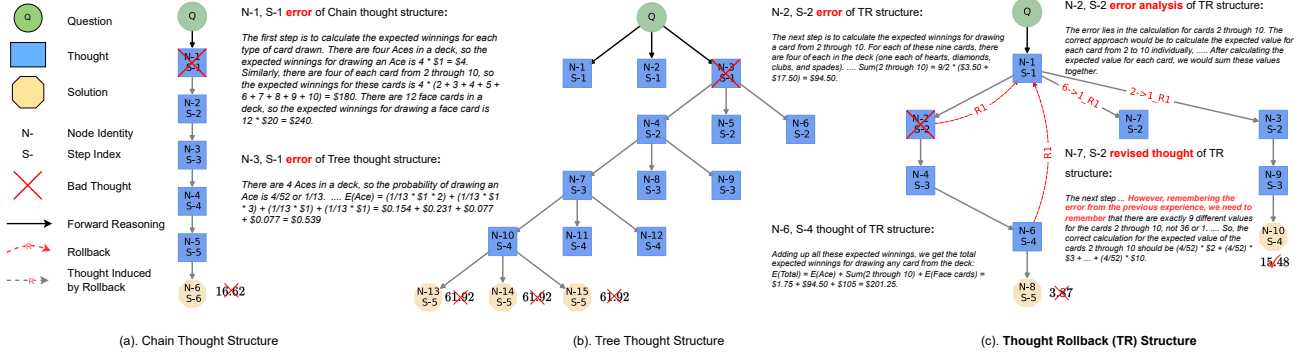 Q
Question
Thought
Solution
N- Node Identity
S- Step Index
Bad Thought
Forward Reasoning
R
Rollback
R
Thought Induced
by Rollback
Q
N-1
S-1
N-2
S-2
N-3
S-3
N-4
S-4
N-5
S-5
N-6
S-6
16.62
N-1, S-1 error of Chain thought structure:
The first step is to calculate the expected winnings for each
type of card drawn. There are four Aces in a deck, so the
expected winnings for drawing an Ace is 4 * $1 = $4.
Similarly, there are four of each card from 2 through 10, so
the expected winnings for these cards is 4 * (2 + 3 + 4 + 5 +
6 + 7 + 8 + 9 + 10) = $180. There are 12 face cards in a
deck, so the expected winnings for drawing a face card is
12 * $20 = $240.
N-3, S-1 error of Tree thought structure:
There are 4 Aces in a deck, so the probability of drawing an
Ace is 4/52 or 1/13. .... E(Ace) = (1/13 * $1 * 2) + (1/13 * $1
* 3) + (1/13 * $1) + (1/13 * $1) = $0.154 + $0.231 + $0.077
+ $0.077 = $0.539
(a). Chain Thought Structure
Q
N-1
S-1
N-2
S-1
N-3
S-1
N-4
S-2
N-5
S-2
N-6
S-2
N-7
S-3
N-8
S-3
N-9
S-3
N-10
S-4
N-11
S-4
N-12
S-4
N-13
S-5
61.92
N-14
S-5
61.92
N-15
S-5
61.92
(b). Tree Thought Structure
N-2, S-2 error of TR structure:
The next step is to calculate the expected winnings for drawing
a card from 2 through 10. For each of these nine cards, there
are four of each in the deck (one each of hearts, diamonds,
clubs, and spades). .... Sum(2 through 10) = 9/2 * ($3.50 +
$17.50) = $94.50.
N-6, S-4 thought of TR structure:
Adding up all these expected winnings, we get the total
expected winnings for drawing any card from the deck:
E(Total) = E(Ace) + Sum(2 through 10) + E(Face cards) =
$1.75 + $94.50 + $105 = $201.25.
Q
N-1
S-1
R1
6->1_R1
2->1_R1
R1
N-2
S-2
N-7
S-2
N-3
S-2
N-4
S-3
N-9
S-3
N-6
S-4
N-10
S-4
15.48
N-8
S-5
3.87
N-2, S-2 error analysis of TR structure:
The error lies in the calculation for cards 2 through 10. The
correct approach would be to calculate the expected value for
each card from 2 to 10 individually, ..... After calculating the
expected value for each card, we would sum these values
together.
N-7, S-2 revised thought of TR
structure:
The next step ... However, remembering the
error from the previous experience, we need to
remember that there are exactly 9 different values
for the cards 2 through 10, not 36 or 1. .... So, the
correct calculation for the expected value of the
cards 2 through 10 should be (4/52) * $2 + (4/52) *
$3 + ... + (4/52) * $10.
(c). Thought Rollback (TR) Structure